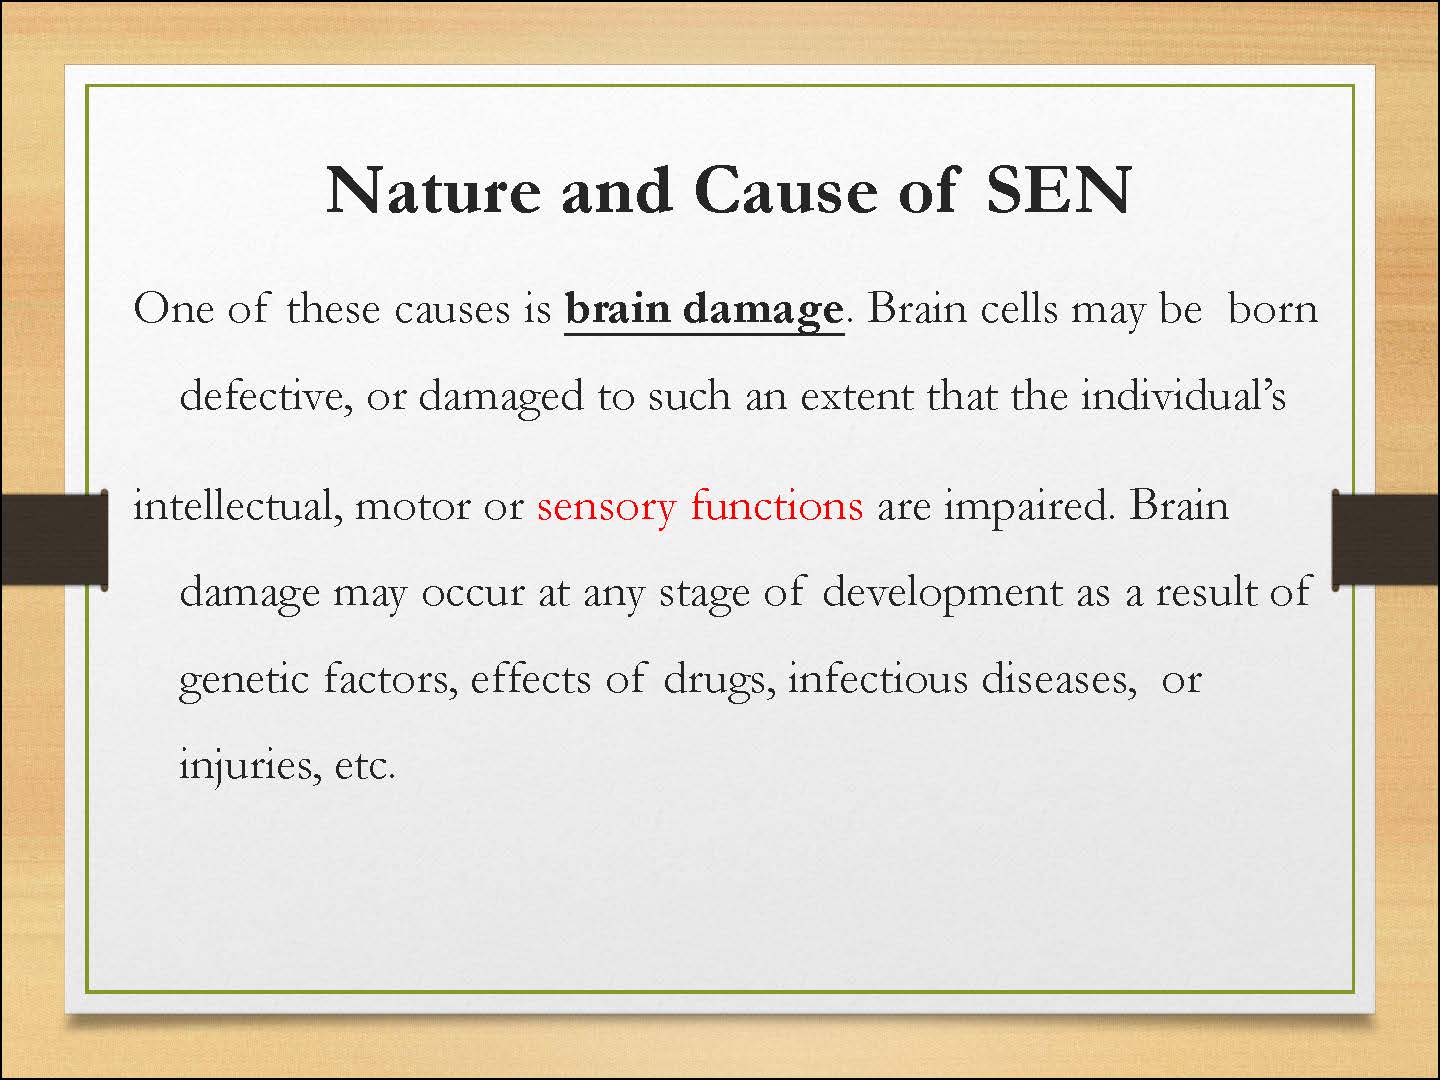 Nature and Cause of SEN
One of these causes is brain damage. Brain cells may be born
defective, or damaged to such an extent that the individual’s
intellectual, motor or sensory functions are impaired. Brain
damage may occur at any stage of development as a result of
genetic factors, effects of drugs, infectious diseases, or
injuries, etc.